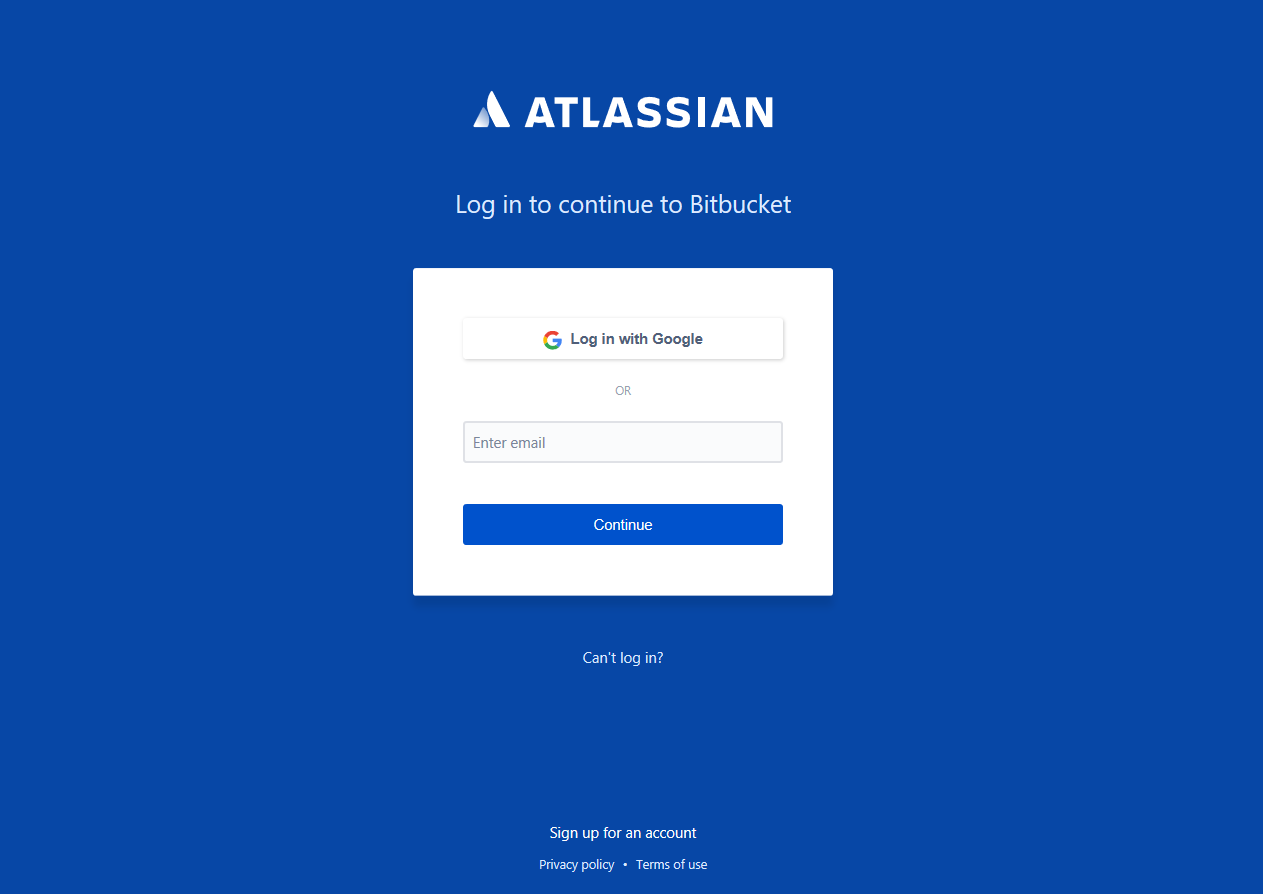 ATLASSIAN
Log in to continue to Bitbucket
Log in with Google
OR
Enter email
Continue
Can't log in?
Sign up for an account
Privacy policy • Terms of use